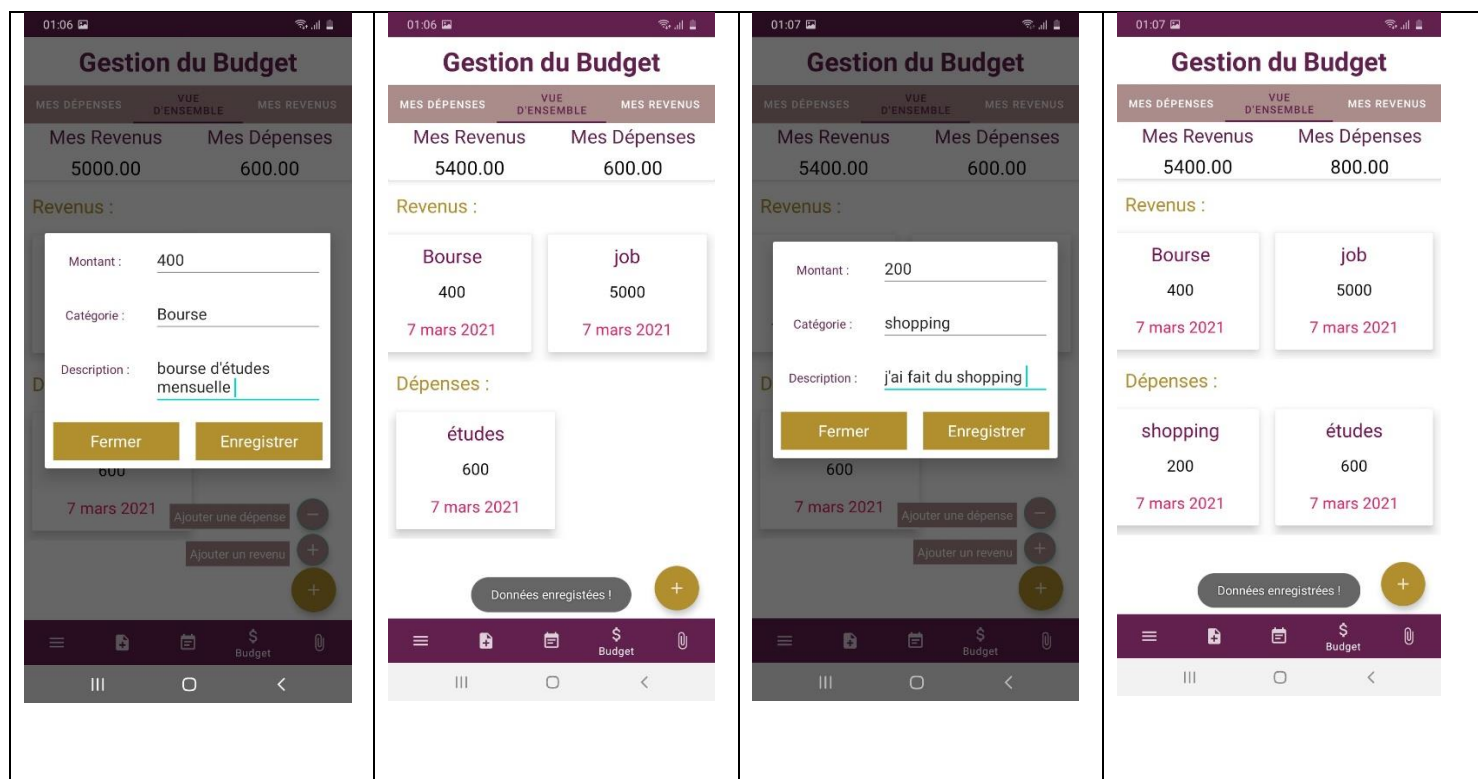 01:06
Gestion du Budget
MES DÉPENSES VUE D'ENSEMBLE MES REVENUS
Mes Revenus Mes Dépenses
5000.00 600.00
Revenus :
Montant : 400
Catégorie : Bourse
Description : bourse d'études
mensuelle
D
Fermer Enregistrer
600
7 mars 2021
Ajouter une dépense
Ajouter un revenu
Budget
01:06
Gestion du Budget
MES DÉPENSES VUE D'ENSEMBLE MES REVENUS
Mes Revenus Mes Dépenses
5400.00 600.00
Revenus :
Bourse job
400 5000
7 mars 2021 7 mars 2021
Dépenses :
études
600
7 mars 2021
Données enregistées !
Budget
01:07
Gestion du Budget
MES DÉPENSES VUE D'ENSEMBLE MES REVENUS
Mes Revenus Mes Dépenses
5400.00 600.00
Revenus :
Montant : 200
Catégorie : shopping
D
Description : j'ai fait du shopping
Fermer Enregistrer
600
7 mars 2021
Ajouter une dépense
Ajouter un revenu
Budget
01:07
Gestion du Budget
MES DÉPENSES VUE D'ENSEMBLE MES REVENUS
Mes Revenus Mes Dépenses
5400.00 800.00
Revenus :
Bourse job
400 5000
7 mars 2021 7 mars 2021
Dépenses :
shopping études
200 600
7 mars 2021 7 mars 2021
Données enregistrées !
Budget